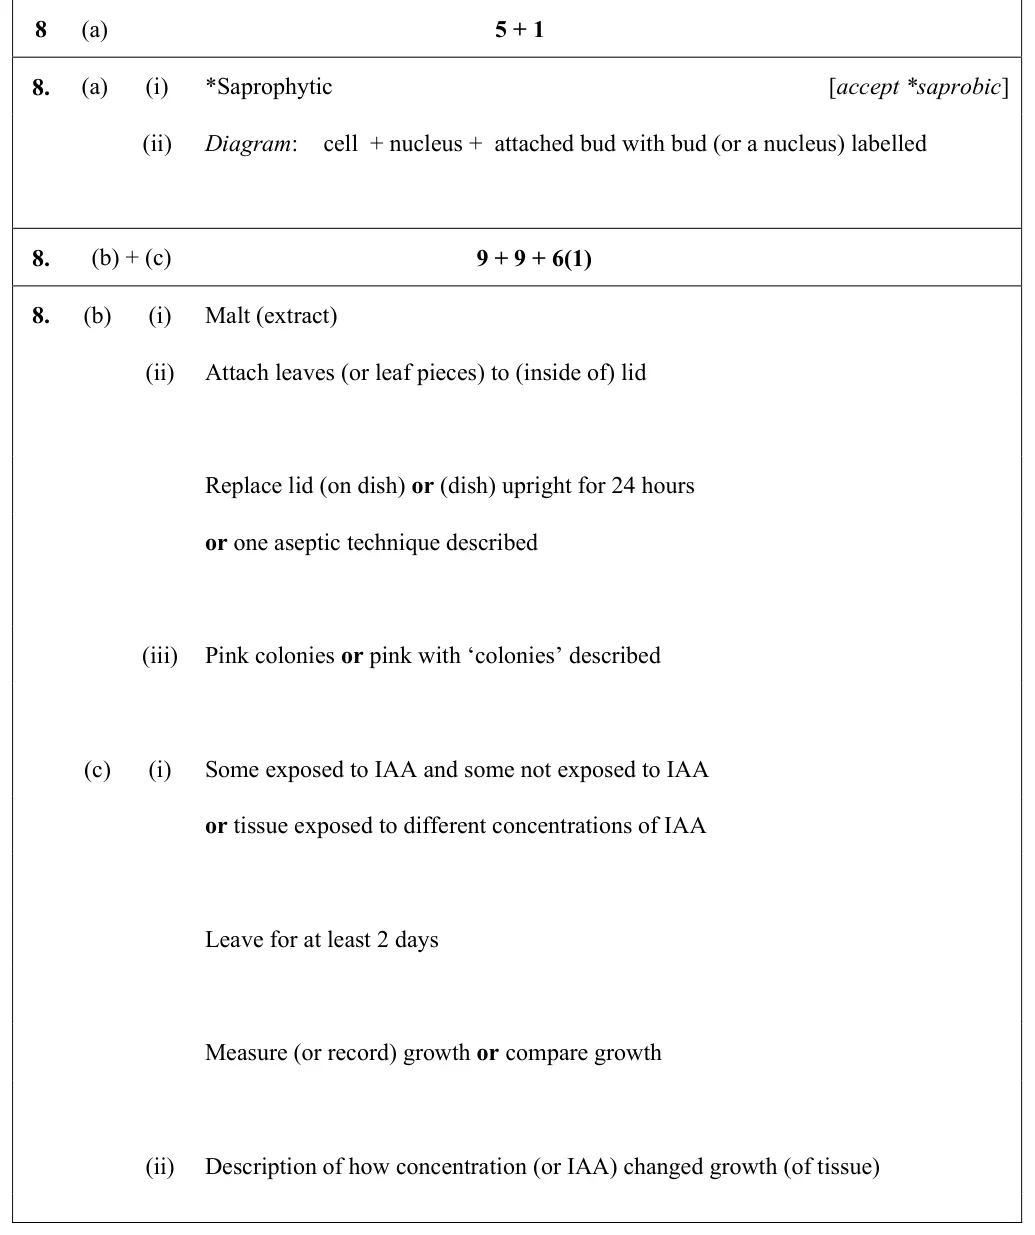 8 (a) 5 + 1
8. (a) (i) *Saprophytic [accept *saprobic]
(ii) Diagram: cell + nucleus + attached bud with bud (or a nucleus) labelled
8. (b) + (c) 9 + 9 + 6(1)
8. (b) (i) Malt (extract)
(ii) Attach leaves (or leaf pieces) to (inside of) lid
Replace lid (on dish) or (dish) upright for 24 hours
or one aseptic technique described
(iii) Pink colonies or pink with ‘colonies’ described
(c) (i) Some exposed to IAA and some not exposed to IAA
or tissue exposed to different concentrations of IAA
Leave for at least 2 days
Measure (or record) growth or compare growth
(ii) Description of how concentration (or IAA) changed growth (of tissue)